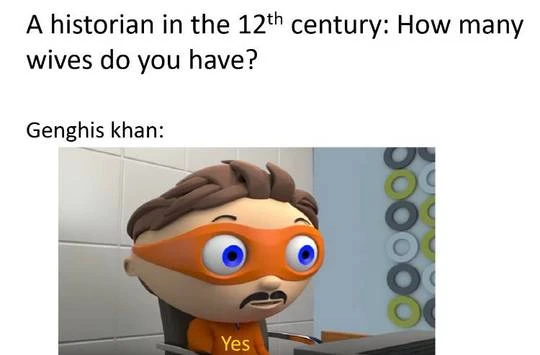 A historian in the 12th century: How many
wives do you have?
Genghis khan:
Yes